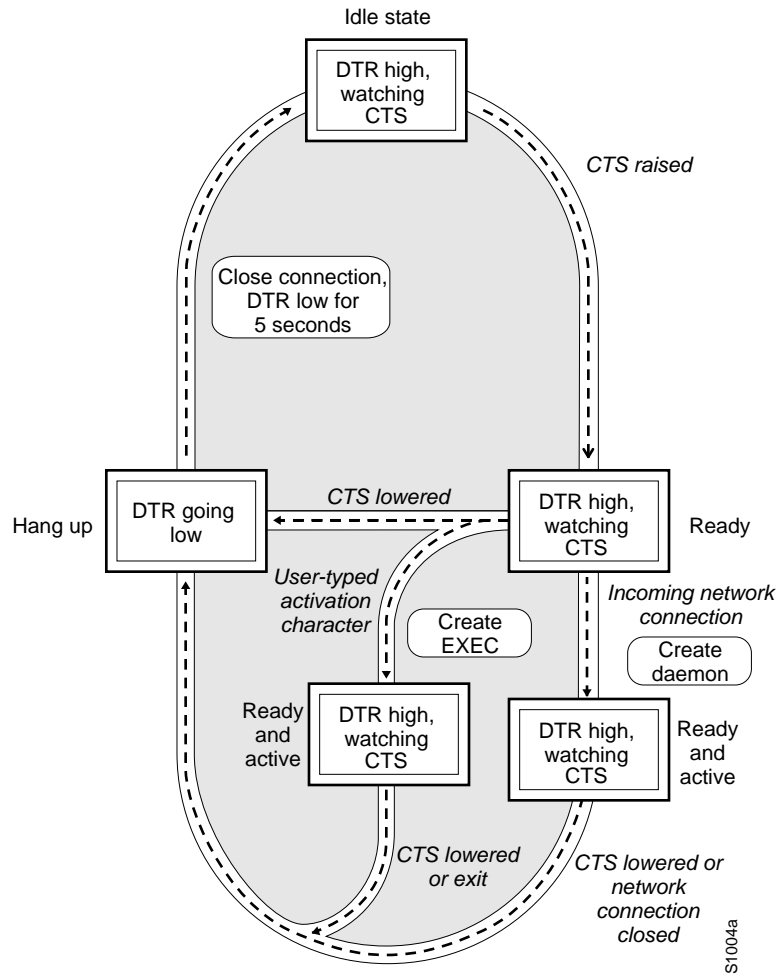 Idle state
DTR high,
watching
CTS
CTS raised
Close connection,
DTR low for
5 seconds
Hang up
DTR going
low
CTS lowered
DTR high,
watching
CTS
Ready
User-typed
activation
character
Create
EXEC
Incoming network
connection
Create
daemon
Ready
and
active
DTR high,
watching
CTS
DTR high,
watching
CTS
Ready
and
active
CTS lowered
or exit
CTS lowered or
network
connection
closed
S1004a